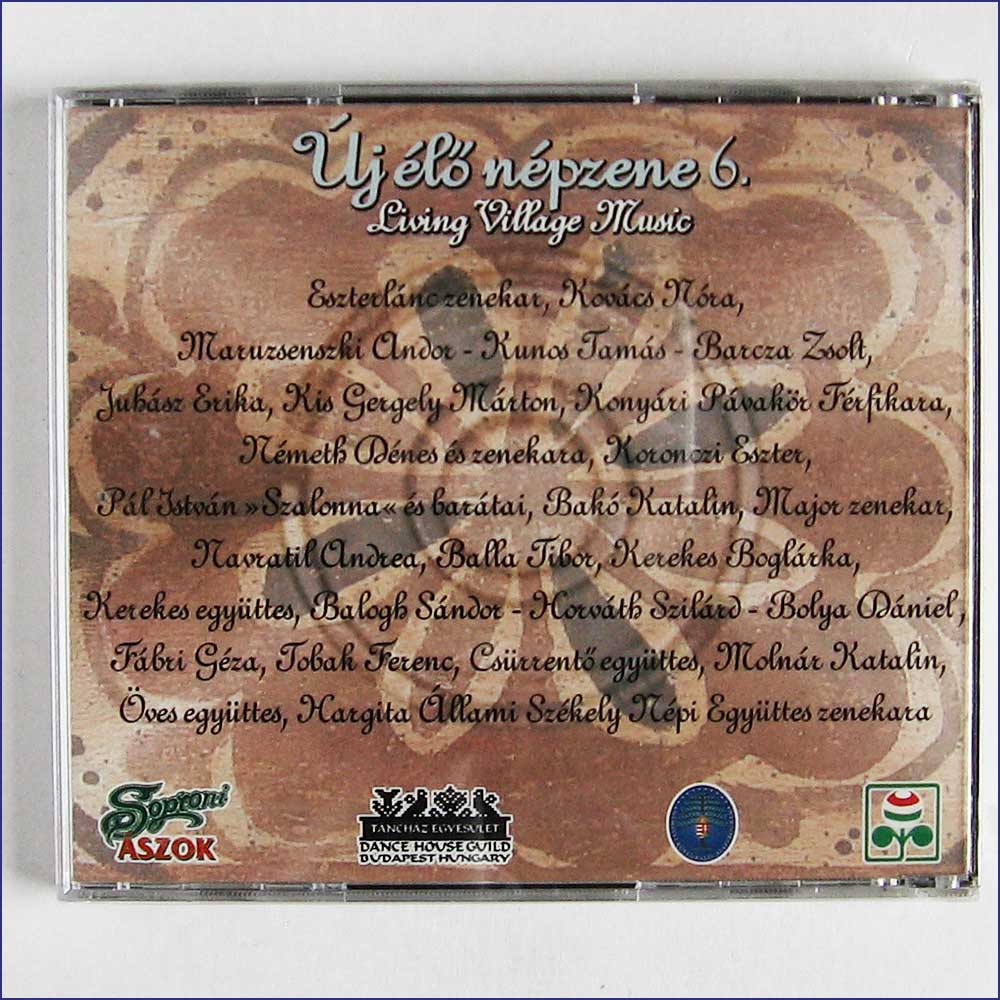 Új élő népzene 6.
Living Village Music
Eszterlánc zenekar, Kovács Nóra,
Maruzsenszki Andor - Kunos Tamás - Barcza Zsolt,
Juhász Erika, Kis Gergely Márton, Konyári Pávakör Férfikara,
Németh Dénes és zenekara, Koronczi Eszter,
Pál István »Szalonna« és barátai, Bakó Katalin, Major zenekar,
Navratil Andrea, Balla Tibor, Kerekes Boglárka,
Kerekes együttes, Balogh Sándor - Horváth Szilárd - Bolya Dániel,
Fábri Géza, Tobak Ferenc, Csürrentő együttes, Molnár Katalin,
Öves együttes, Hargita Állami Székely Népi Együttes zenekara
Soproni
ÁSZOK
TÁNCHÁZ EGYESÜLET
DANCE HOUSE GUILD
BUDAPEST HUNGARY